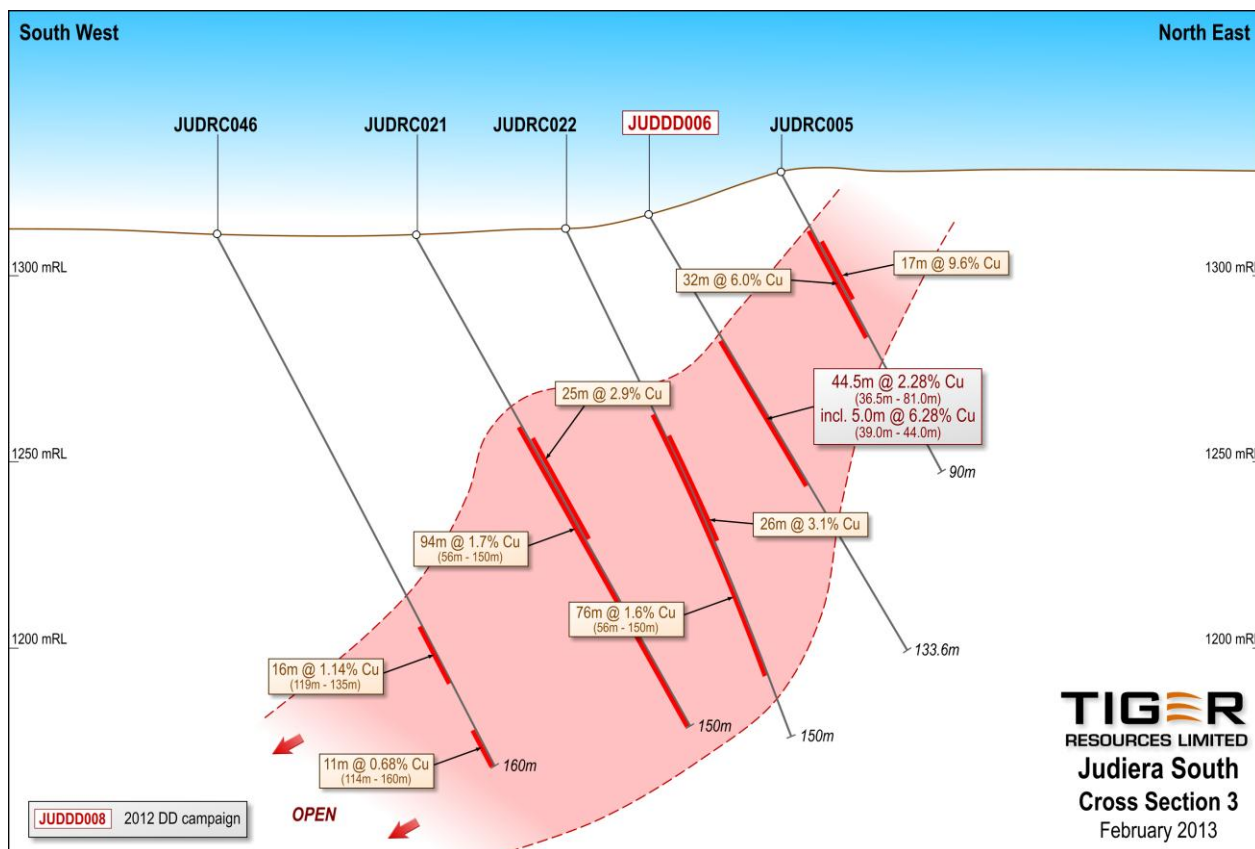 South West
North East
JUDRC046
JUDRC021
JUDRC022
JUDDD006
JUDRC005
1300 mRL
1300 mRL
17m @ 9.6% Cu
32m @ 6.0% Cu
44.5m @ 2.28% Cu
(36.5m - 81.0m)
incl. 5.0m @ 6.28% Cu
(39.0m - 44.0m)
25m @ 2.9% Cu
1250 mRL
1250 mRL
90m
26m @ 3.1% Cu
94m @ 1.7% Cu
(56m - 150m)
76m @ 1.6% Cu
(56m - 150m)
1200 mRL
1200 mRL
133.6m
16m @ 1.14% Cu
(119m - 135m)
150m
150m
11m @ 0.68% Cu
(114m - 160m)
160m
OPEN
JUDDD008 2012 DD campaign
TIGER
RESOURCES LIMITED
Judiera South
Cross Section 3
February 2013